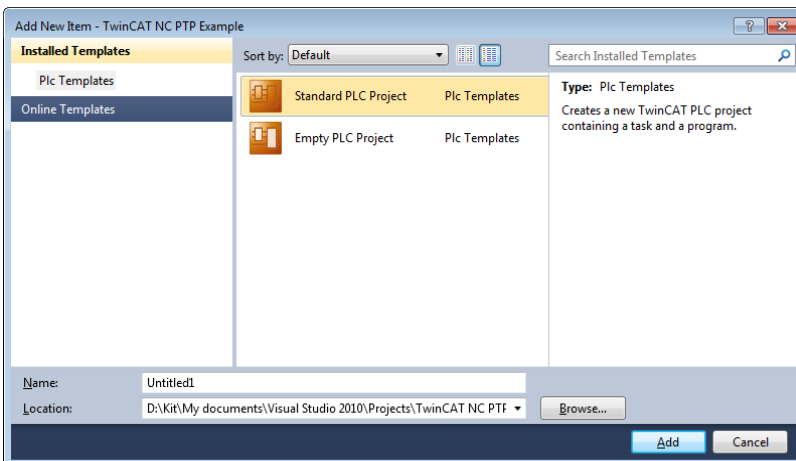 Add New Item - TwinCAT NC PTP Example
Installed Templates
Plc Templates
Online Templates
Sort by: Default
Search Installed Templates
Standard PLC Project Plc Templates
Empty PLC Project Plc Templates
Type: Plc Templates
Creates a new TwinCAT PLC project
containing a task and a program.
Name: Untitled1
Location: D:\Kit\My documents\Visual Studio 2010\Projects\TwinCAT NC PTF
Browse...
Add Cancel